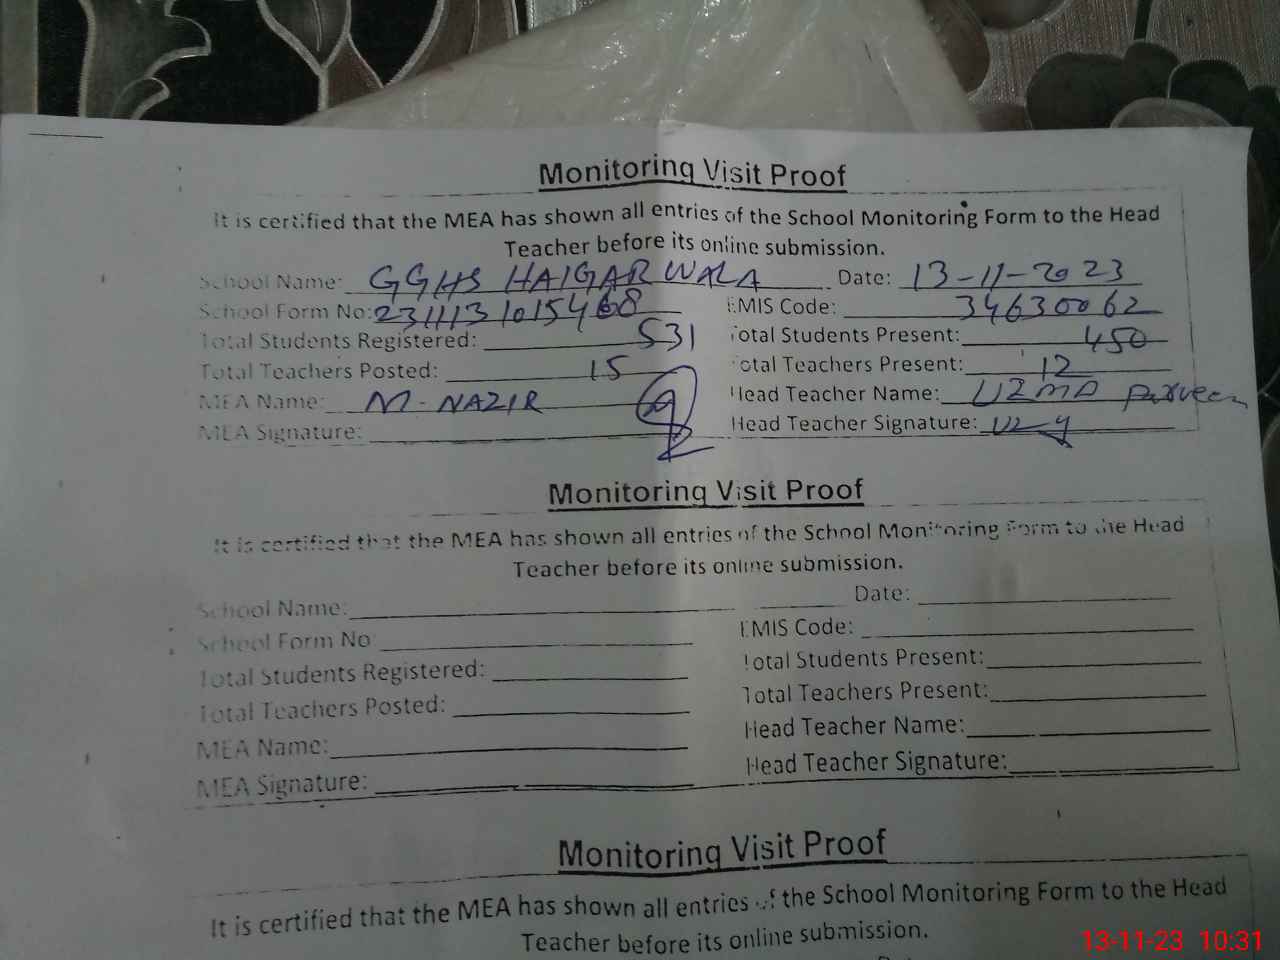 Monitoring Visit Proof
It is certified that the MEA has shown all entries of the School Monitoring Form to the Head
Teacher before its online submission.
School Name: GGHS HAIGAR WALA Date: 13-11-2023
School Form No: 2311131015468 EMIS Code: 34630062
Total Students Registered: 531 Total Students Present: 450
Total Teachers Posted: 15 Total Teachers Present: 12
MEA Name: M-NAZIR Head Teacher Name: UZMA Parveen
MEA Signature: Head Teacher Signature:
Monitoring Visit Proof
It is certified that the MEA has shown all entries of the School Monitoring Form to the Head
Teacher before its online submission.
School Name: Date:
School Form No EMIS Code:
Total Students Registered: Total Students Present:
Total Teachers Posted: Total Teachers Present:
MEA Name: Head Teacher Name:
MEA Signature: Head Teacher Signature:
Monitoring Visit Proof
It is certified that the MEA has shown all entries of the School Monitoring Form to the Head
Teacher before its online submission.
13-11-23 10:31